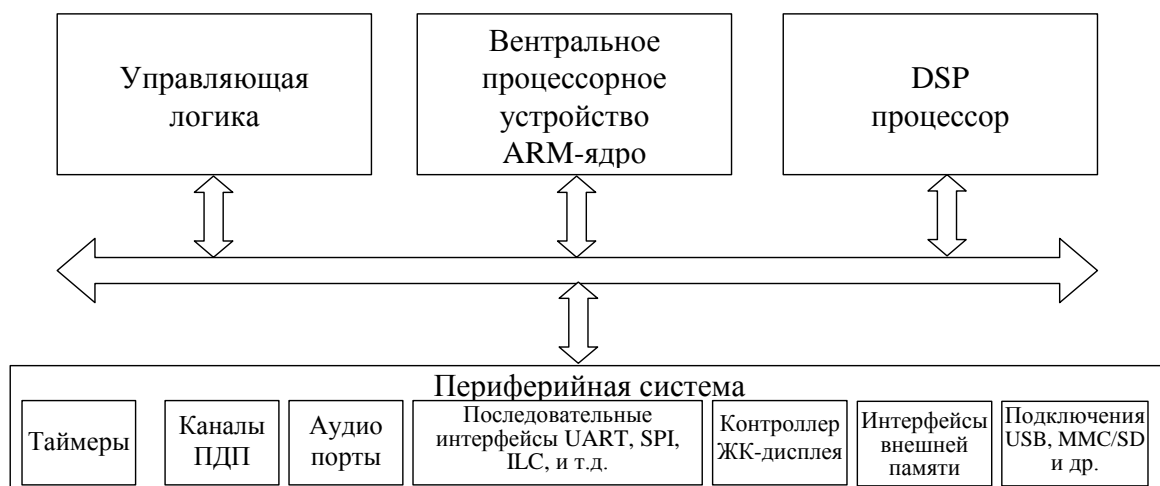 Управляющая
логика
Вентральное
процессорное
устройство
ARM-ядро
DSP
процессор
Периферийная система
Таймеры
Каналы
ПДП
Аудио
порты
Последовательные
интерфейсы UART, SPI,
ILC, и т.д.
Контроллер
ЖК-дисплея
Интерфейсы
внешней
памяти
Подключения
USB, MMC/SD
и др.